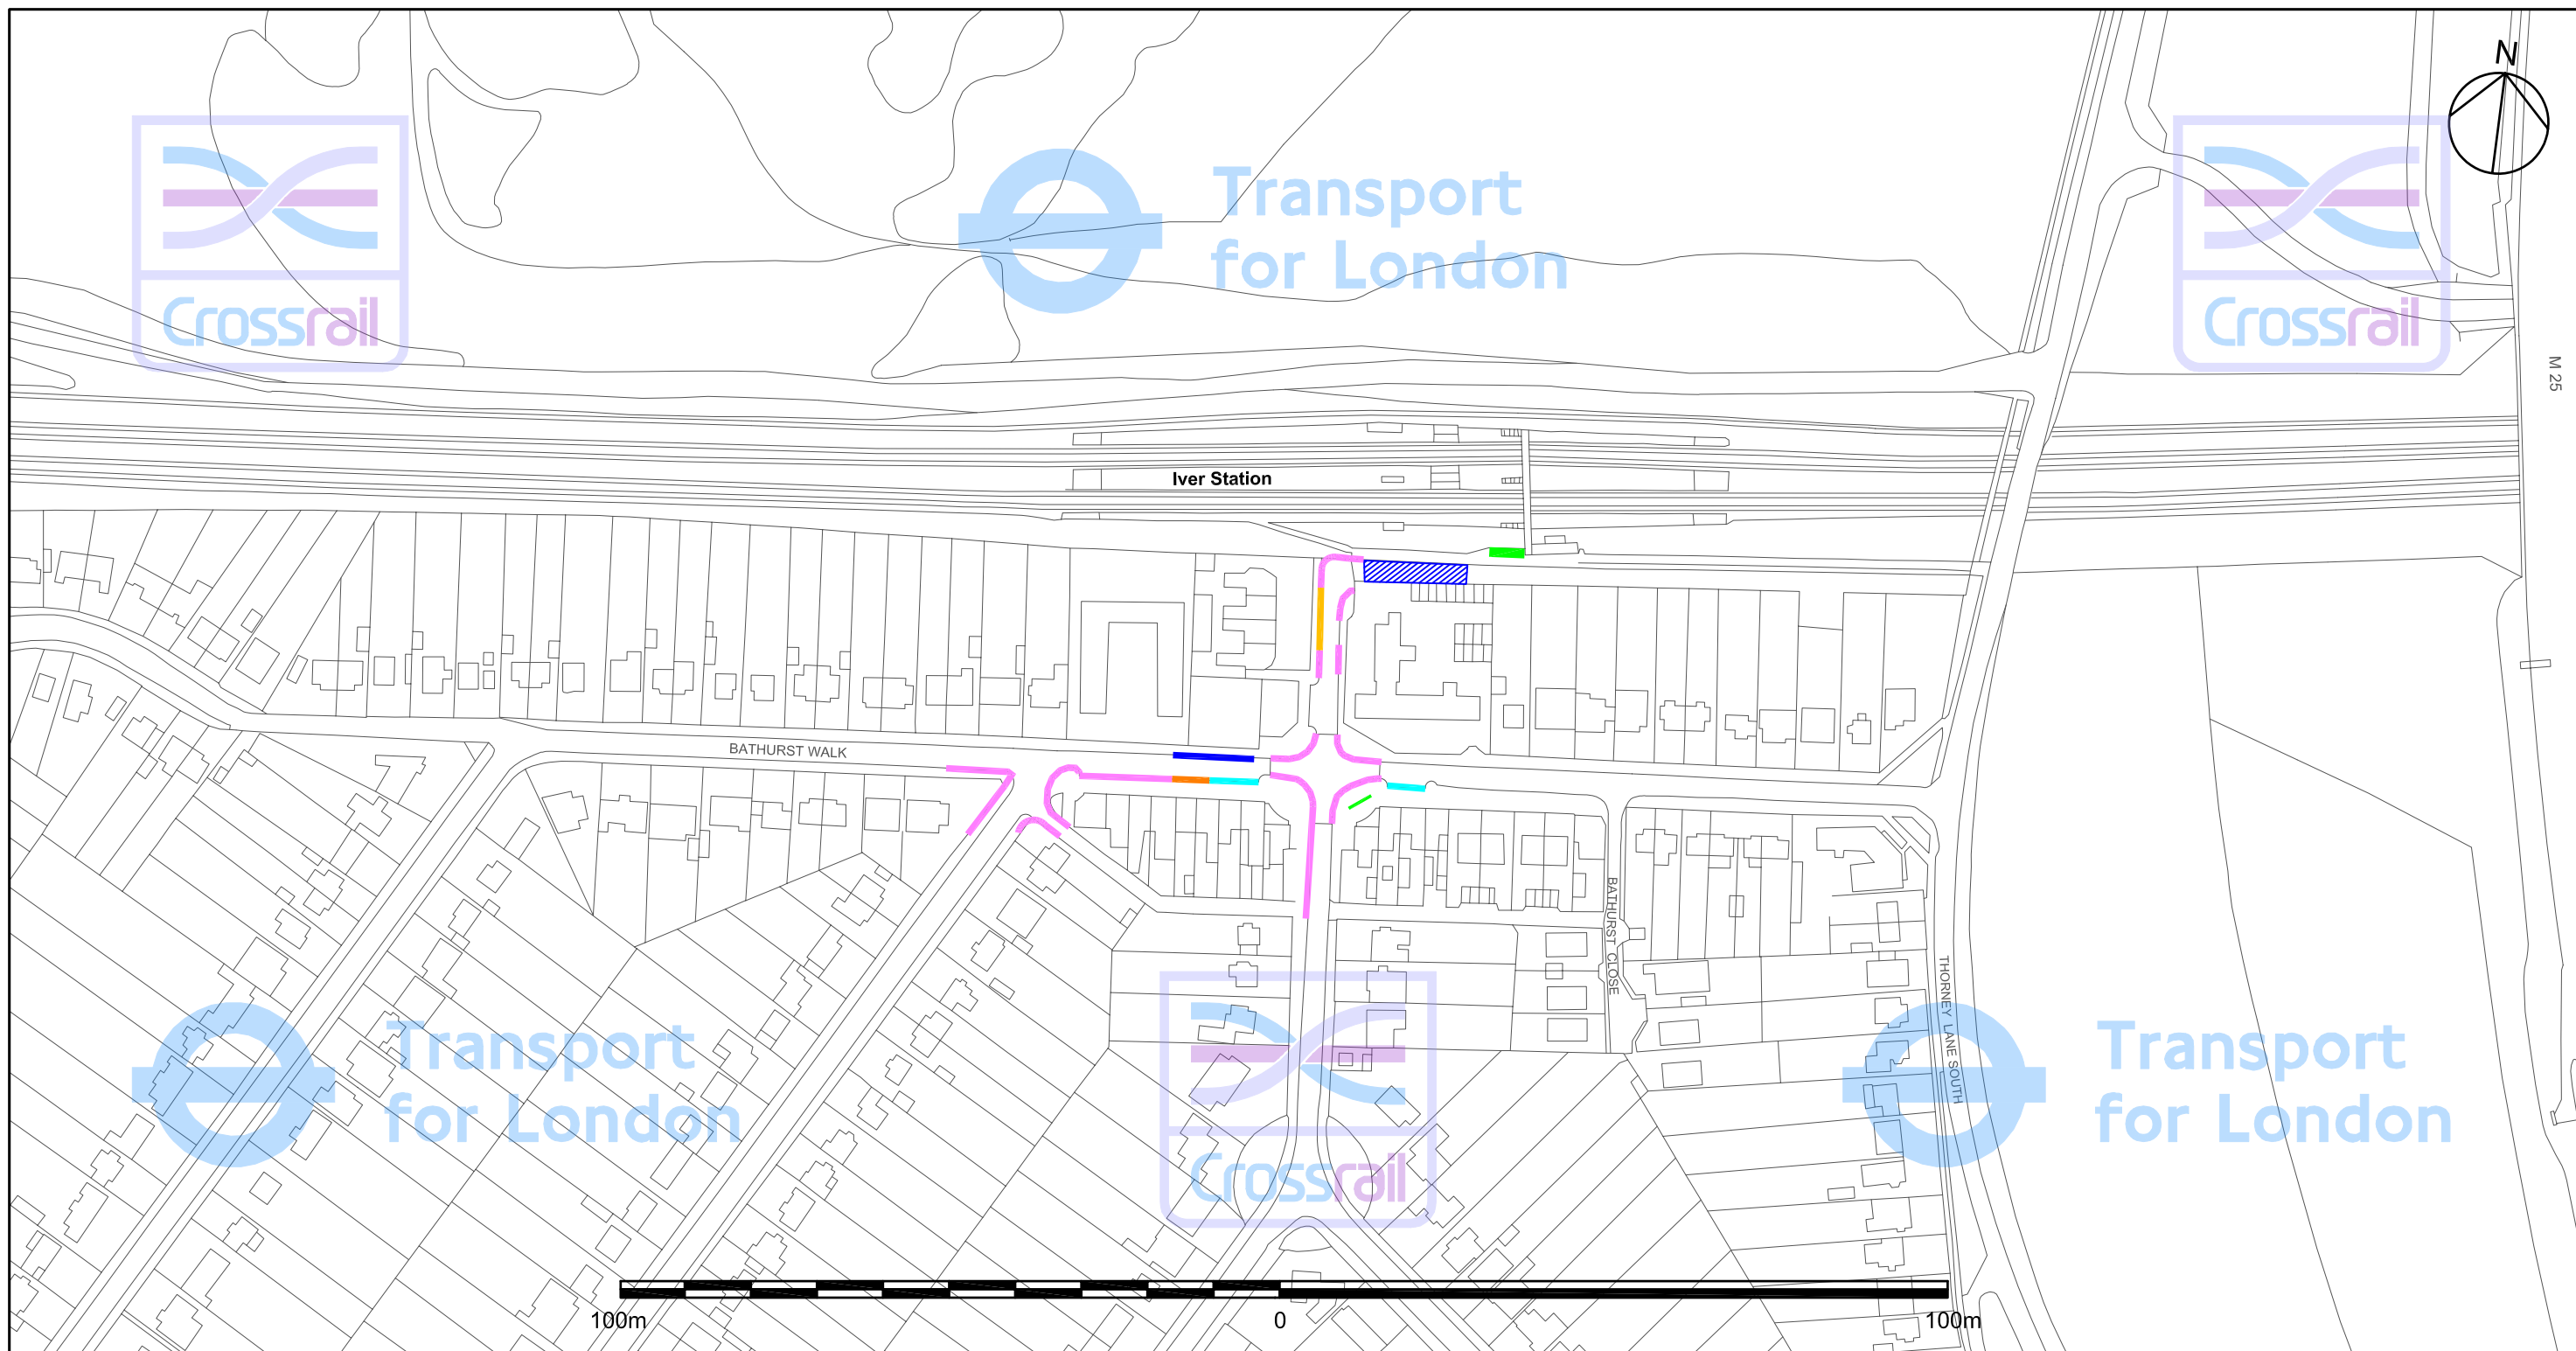 N
Transport
for London
Crossrail
Crossrail
M 25
Iver Station
BATHURST WALK
BATHURST CLOSE
THORNEY LANE SOUTH
Transport
for London
Crossrail
Transport
for London
100m
0
100m